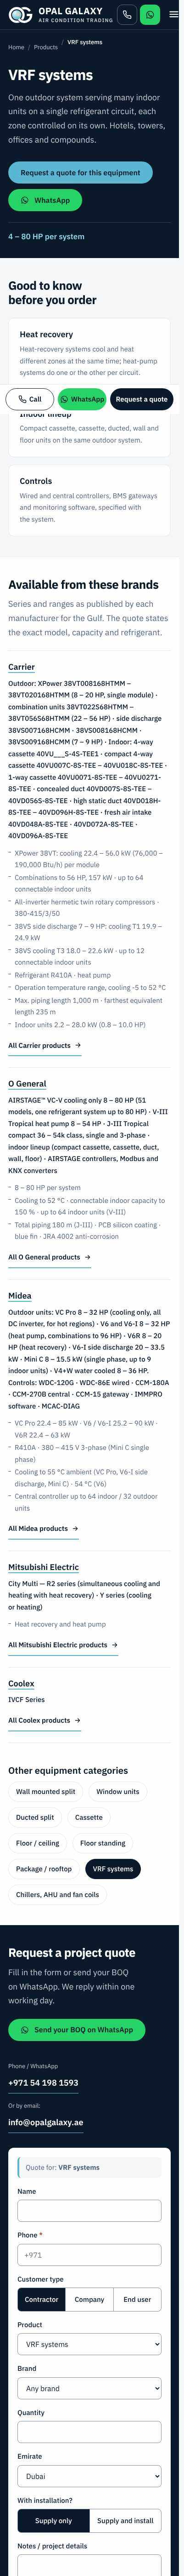 OPAL GALAXY
AIR CONDITION TRADING
Home / Products / VRF systems
VRF systems
One outdoor system serving many indoor
units on a single refrigerant circuit, each
zone controlled on its own. Hotels, towers,
offices and compounds.
Request a quote for this equipment
WhatsApp
4 – 80 HP per system
Good to know
before you order
Heat recovery
Heat-recovery systems cool and heat
different zones at the same time; heat-pump
systems do one or the other per circuit.
Call
WhatsApp
Request a quote
Indoor lineup
Compact cassette, cassette, ducted, wall and
floor units on the same outdoor system.
Controls
Wired and central controllers, BMS gateways
and monitoring software, specified with
the system.
Available from these brands
Series and ranges as published by each
manufacturer for the Gulf. The quote states
the exact model, capacity and refrigerant.
Carrier
Outdoor: XPower 38VT008168HTMM –
38VT020168HTMM (8 – 20 HP, single module) ·
combination units 38VT022S68HTMM –
38VT056S68HTMM (22 – 56 HP) · side discharge
38VS007168HCMM · 38VS008168HCMM ·
38VS009168HCMM (7 – 9 HP) · Indoor: 4-way
cassette 40VU___S-4S-TEE1 · compact 4-way
cassette 40VU007C-8S-TEE – 40VU018C-8S-TEE ·
1-way cassette 40VU0071-8S-TEE – 40VU0271-
8S-TEE · concealed duct 40VD007S-8S-TEE –
40VD056S-8S-TEE · high static duct 40VD018H-
8S-TEE – 40VD096H-8S-TEE · fresh air intake
40VD048A-8S-TEE · 40VD072A-8S-TEE ·
40VD096A-8S-TEE
– XPower 38VT: cooling 22.4 – 56.0 kW (76,000 –
190,000 Btu/h) per module
– Combinations to 56 HP, 157 kW · up to 64
connectable indoor units
– All-inverter hermetic twin rotary compressors ·
380-415/3/50
– 38VS side discharge 7 – 9 HP: cooling T1 19.9 –
24.9 kW
– 38VS cooling T3 18.0 – 22.6 kW · up to 12
connectable indoor units
– Refrigerant R410A · heat pump
– Operation temperature range, cooling -5 to 52 °C
– Max. piping length 1,000 m · farthest equivalent
length 235 m
– Indoor units 2.2 – 28.0 kW (0.8 – 10.0 HP)
All Carrier products →
O General
AIRSTAGE™ VC-V cooling only 8 – 80 HP (51
models, one refrigerant system up to 80 HP) · V-III
Tropical heat pump 8 – 54 HP · J-III Tropical
compact 36 – 54k class, single and 3-phase ·
indoor lineup (compact cassette, cassette, duct,
wall, floor) · AIRSTAGE controllers, Modbus and
KNX converters
– 8 – 80 HP per system
– Cooling to 52 °C · connectable indoor capacity to
150 % · up to 64 indoor units (V-III)
– Total piping 180 m (J-III) · PCB silicon coating ·
blue fin · JRA 4002 anti-corrosion
All O General products →
Midea
Outdoor units: VC Pro 8 – 32 HP (cooling only, all
DC inverter, for hot regions) · V6 and V6-I 8 – 32 HP
(heat pump, combinations to 96 HP) · V6R 8 – 20
HP (heat recovery) · V6-I side discharge 20 – 33.5
kW · Mini C 8 – 15.5 kW (single phase, up to 9
indoor units) · V4+W water cooled 8 – 36 HP.
Controls: WDC-120G · WDC-86E wired · CCM-180A
· CCM-270B central · CCM-15 gateway · IMMPRO
software · MCAC-DIAG
– VC Pro 22.4 – 85 kW · V6 / V6-I 25.2 – 90 kW ·
V6R 22.4 – 63 kW
– R410A · 380 – 415 V 3-phase (Mini C single
phase)
– Cooling to 55 °C ambient (VC Pro, V6-I side
discharge, Mini C) · 54 °C (V6)
– Central controller up to 64 indoor / 32 outdoor
units
All Midea products →
Mitsubishi Electric
City Multi — R2 series (simultaneous cooling and
heating with heat recovery) · Y series (cooling
or heating)
– Heat recovery and heat pump
All Mitsubishi Electric products →
Coolex
IVCF Series
All Coolex products →
Other equipment categories
Wall mounted split
Window units
Ducted split
Cassette
Floor / ceiling
Floor standing
Package / rooftop
VRF systems
Chillers, AHU and fan coils
Request a project quote
Fill in the form or send your BOQ
on WhatsApp. We reply within one
working day.
Send your BOQ on WhatsApp
Phone / WhatsApp
+971 54 198 1593
Or by email:
info@opalgalaxy.ae
Quote for: VRF systems
Name
Phone *
+971
Customer type
Contractor
Company
End user
Product
VRF systems
Brand
Any brand
Quantity
Emirate
Dubai
With installation?
Supply only
Supply and install
Notes / project details